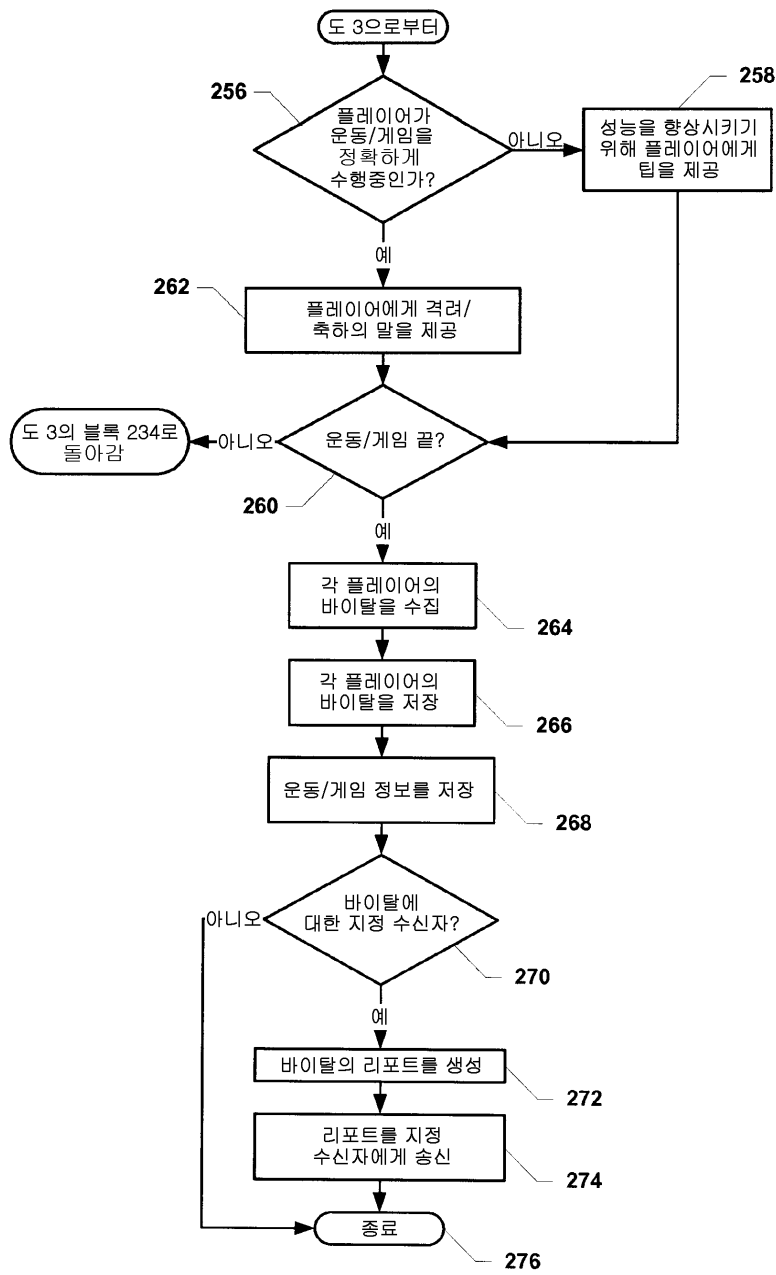 도 3으로부터
256
플레이어가
운동/게임을
정확하게
수행중인가?
아니오
258
성능을 향상시키기
위해 플레이어에게
팁을 제공
예
262
플레이어에게 격려/
축하의 말을 제공
도 3의 블록 234로
돌아감
아니오
운동/게임 끝?
260
예
각 플레이어의
바이탈을 수집
264
각 플레이어의
바이탈을 저장
266
운동/게임 정보를 저장
268
아니오
바이탈에
대한 지정 수신자?
270
예
바이탈의 리포트를 생성
272
리포트를 지정
수신자에게 송신
274
종료
276